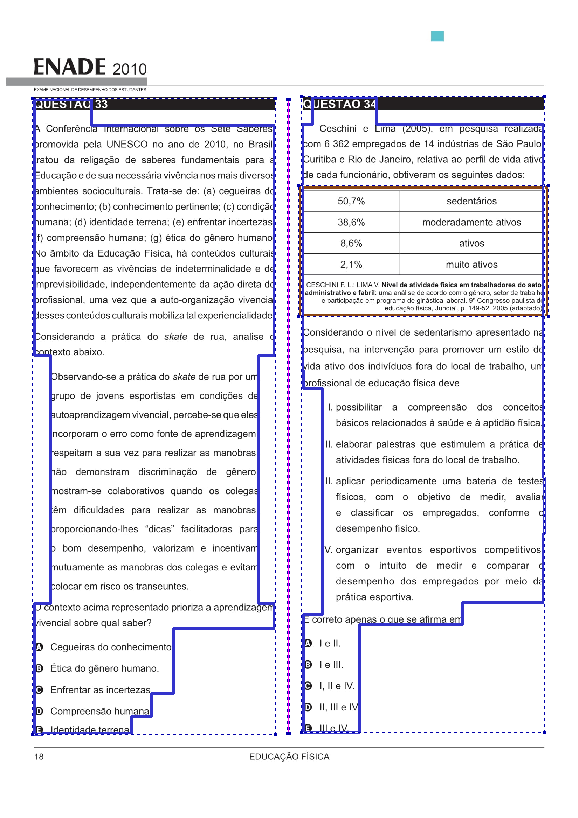 ENADE 2010
EXAME NACIONAL DE DESEMPENHO DOS ESTUDANTES
QUESTÃO 33
A Conferência Internacional sobre os Sete Saberes,
promovida pela UNESCO no ano de 2010, no Brasil,
tratou da religação de saberes fundamentais para a
Educação e de sua necessária vivência nos mais diversos
ambientes socioculturais. Trata-se de: (a) cegueiras do
conhecimento; (b) conhecimento pertinente; (c) condição
humana; (d) identidade terrena; (e) enfrentar incertezas;
(f) compreensão humana; (g) ética do gênero humano.
No âmbito da Educação Física, há conteúdos culturais
que favorecem as vivências de indeterminalidade e de
imprevisibilidade, independentemente da ação direta do
profissional, uma vez que a auto-organização vivencial
desses conteúdos culturais mobiliza tal experiencialidade.
Considerando a prática do skate de rua, analise o
contexto abaixo.
Observando-se a prática do skate de rua por um
grupo de jovens esportistas em condições de
autoaprendizagem vivencial, percebe-se que eles
incorporam o erro como fonte de aprendizagem,
respeitam a sua vez para realizar as manobras,
não demonstram discriminação de gênero,
mostram-se colaborativos quando os colegas
têm dificuldades para realizar as manobras,
proporcionando-lhes “dicas” facilitadoras para
o bom desempenho, valorizam e incentivam
mutuamente as manobras dos colegas e evitam
colocar em risco os transeuntes.
O contexto acima representado prioriza a aprendizagem
vivencial sobre qual saber?
A Cegueiras do conhecimento.
B Ética do gênero humano.
C Enfrentar as incertezas.
D Compreensão humana.
E Identidade terrena.
QUESTÃO 34
Ceschini e Lima (2005), em pesquisa realizada
com 6 362 empregados de 14 indústrias de São Paulo,
Curitiba e Rio de Janeiro, relativa ao perfil de vida ativo
de cada funcionário, obtiveram os seguintes dados:
50,7% sedentários
38,6% moderadamente ativos
8,6% ativos
2,1% muito ativos
CESCHINI F. L.; LIMA V. Nível de atividade física em trabalhadores do setor
administrativo e fabril: uma análise de acordo com o gênero, setor de trabalho
e participação em programa de ginástica laboral. 9º Congresso paulista de
educação física, Jundiaí, p. 149-52, 2005 (adaptado).
Considerando o nível de sedentarismo apresentado na
pesquisa, na intervenção para promover um estilo de
vida ativo dos indivíduos fora do local de trabalho, um
profissional de educação física deve
I. possibilitar a compreensão dos conceitos
básicos relacionados à saúde e à aptidão física.
II. elaborar palestras que estimulem a prática de
atividades físicas fora do local de trabalho.
III. aplicar periodicamente uma bateria de testes
físicos, com o objetivo de medir, avaliar
e classificar os empregados, conforme o
desempenho físico.
IV. organizar eventos esportivos competitivos,
com o intuito de medir e comparar o
desempenho dos empregados por meio da
prática esportiva.
É correto apenas o que se afirma em
A I e II.
B I e III.
C I, II e IV.
D II, III e IV.
E III e IV.
18 EDUCAÇÃO FÍSICA